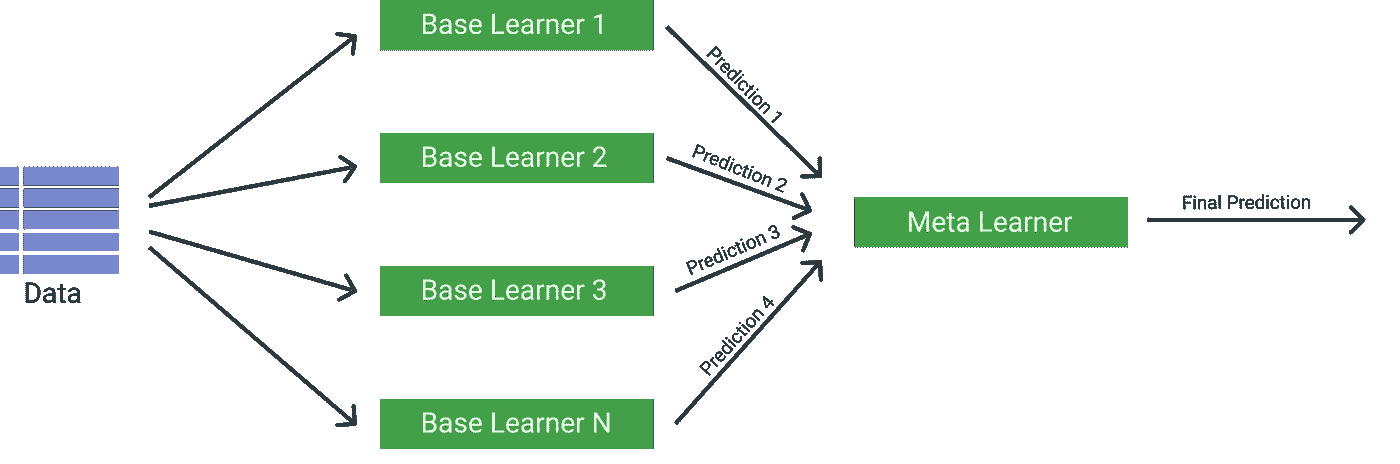 Base Learner 1
Prediction 1
Base Learner 2
Prediction 2
Data
Meta Learner
Final Prediction
Base Learner 3
Prediction 3
Base Learner N
Prediction 4